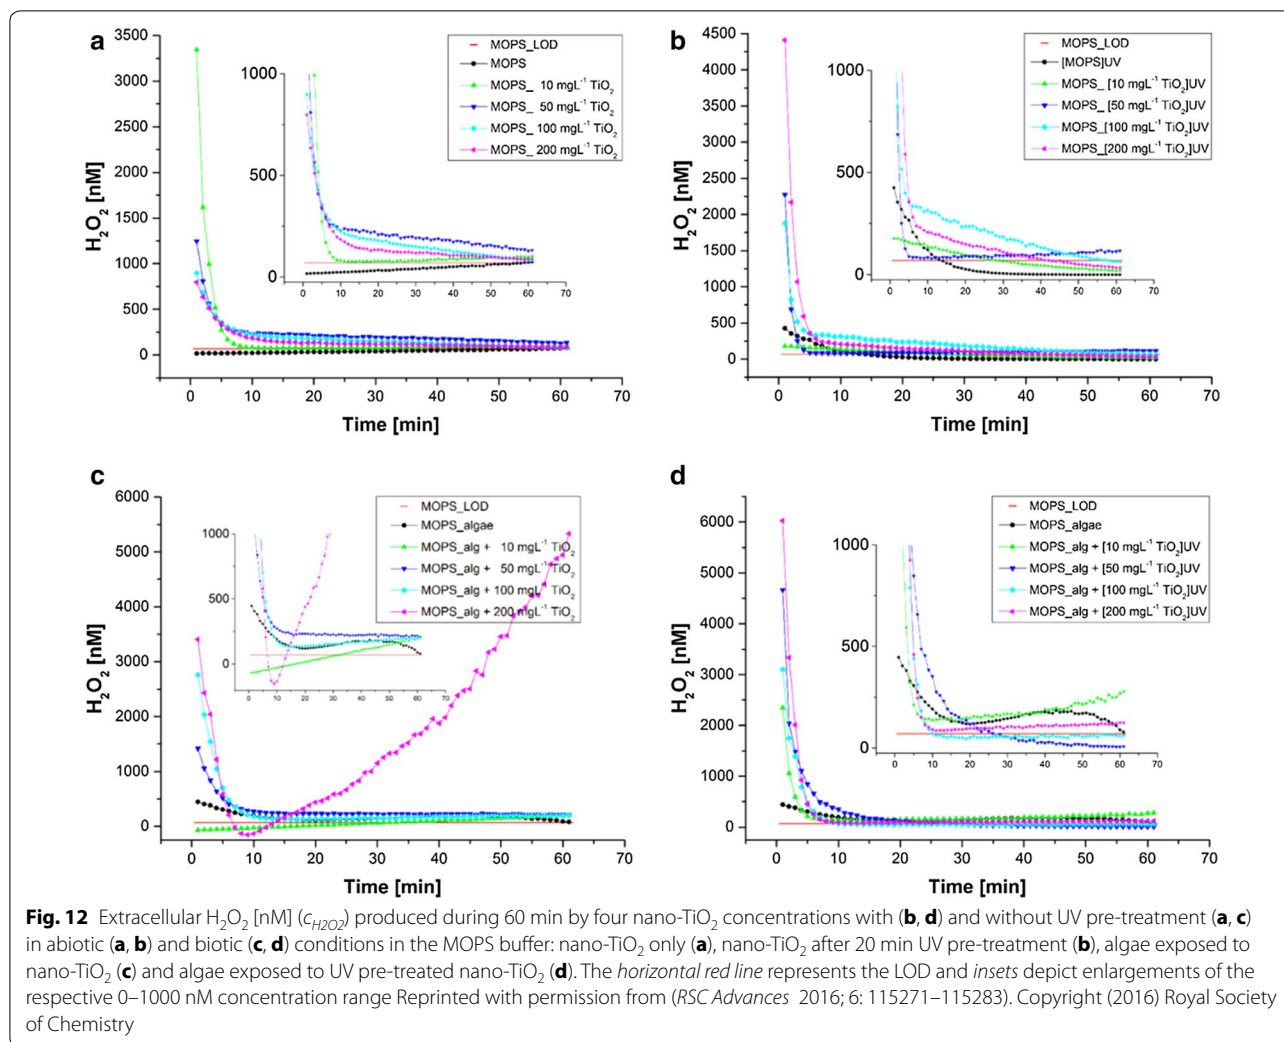 a
3500
3000
2500
2000
1500
1000
500
0
H₂O₂ [nM]
0 10 20 30 40 50 60 70
Time [min]
MOPS_LOD
MOPS
MOPS_ 10 mgL⁻¹ TiO₂
MOPS_ 50 mgL⁻¹ TiO₂
MOPS_ 100 mgL⁻¹ TiO₂
MOPS_ 200 mgL⁻¹ TiO₂
1000
500
0
0 10 20 30 40 50 60 70
b
4500
4000
3500
3000
2500
2000
1500
1000
500
0
H₂O₂ [nM]
0 10 20 30 40 50 60 70
Time [min]
MOPS_LOD
[MOPS]UV
MOPS_ [10 mgL⁻¹ TiO₂]UV
MOPS_ [50 mgL⁻¹ TiO₂]UV
MOPS_[100 mgL⁻¹ TiO₂]UV
MOPS_[200 mgL⁻¹ TiO₂]UV
1000
500
0
0 10 20 30 40 50 60 70
c
6000
5000
4000
3000
2000
1000
0
H₂O₂ [nM]
0 10 20 30 40 50 60 70
Time [min]
MOPS_LOD
MOPS_algae
MOPS_alg + 10 mgL⁻¹ TiO₂
MOPS_alg + 50 mgL⁻¹ TiO₂
MOPS_alg + 100 mgL⁻¹ TiO₂
MOPS_alg + 200 mgL⁻¹ TiO₂
1000
500
0
0 10 20 30 40 50 60 70
d
6000
5000
4000
3000
2000
1000
0
H₂O₂ [nM]
0 10 20 30 40 50 60 70
Time [min]
MOPS_LOD
MOPS_algae
MOPS_alg + [10 mgL⁻¹ TiO₂]UV
MOPS_alg + [50 mgL⁻¹ TiO₂]UV
MOPS_alg + [100 mgL⁻¹ TiO₂]UV
MOPS_alg + [200 mgL⁻¹ TiO₂]UV
1000
500
0
0 10 20 30 40 50 60 70
Fig. 12 Extracellular H₂O₂ [nM] (cH2O2) produced during 60 min by four nano-TiO₂ concentrations with (b, d) and without UV pre-treatment (a, c)
in abiotic (a, b) and biotic (c, d) conditions in the MOPS buffer: nano-TiO₂ only (a), nano-TiO₂ after 20 min UV pre-treatment (b), algae exposed to
nano-TiO₂ (c) and algae exposed to UV pre-treated nano-TiO₂ (d). The horizontal red line represents the LOD and insets depict enlargements of the
respective 0–1000 nM concentration range Reprinted with permission from (RSC Advances 2016; 6: 115271–115283). Copyright (2016) Royal Society
of Chemistry